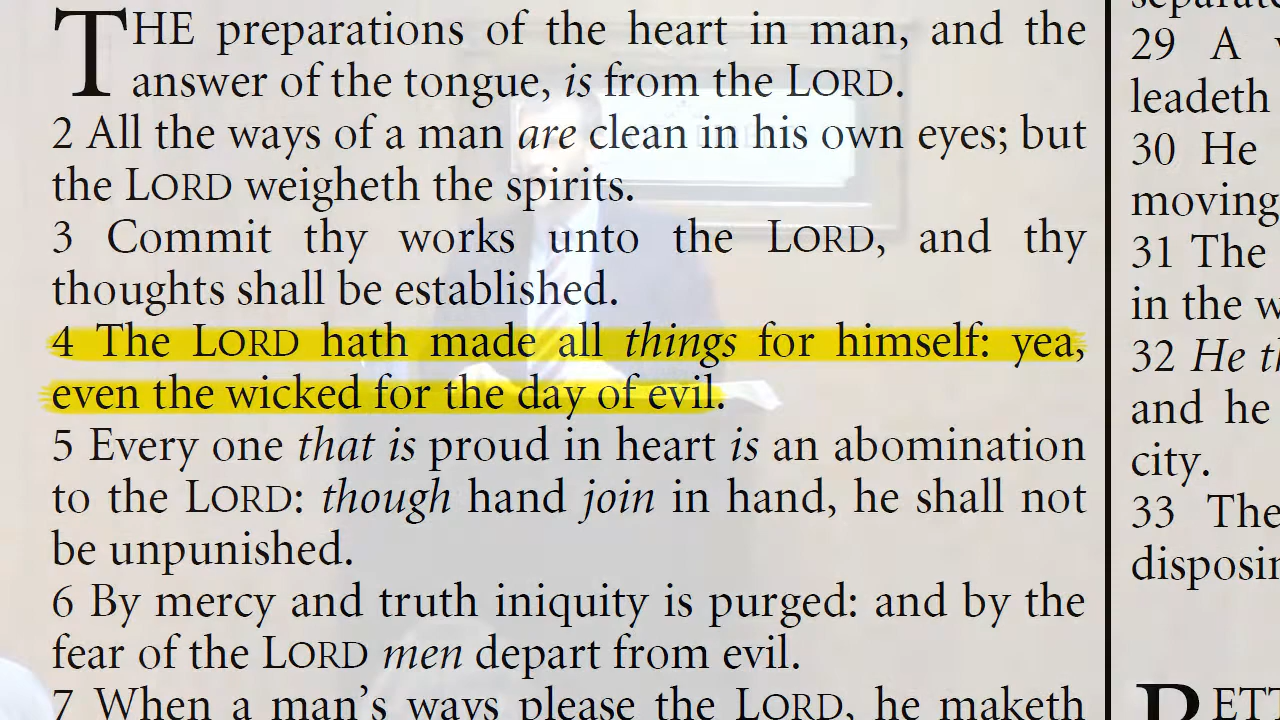 THE preparations of the heart in man, and the
answer of the tongue, is from the LORD.
2 All the ways of a man are clean in his own eyes; but
the LORD weigheth the spirits.
3 Commit thy works unto the LORD, and thy
thoughts shall be established.
4 The LORD hath made all things for himself: yea,
even the wicked for the day of evil.
5 Every one that is proud in heart is an abomination
to the LORD: though hand join in hand, he shall not
be unpunished.
6 By mercy and truth iniquity is purged: and by the
fear of the LORD men depart from evil.
7 When a man's ways please the LORD, he maketh
29 A
leadeth
30 He
moving
31 The
in the
32 He
and he
city.
33 The